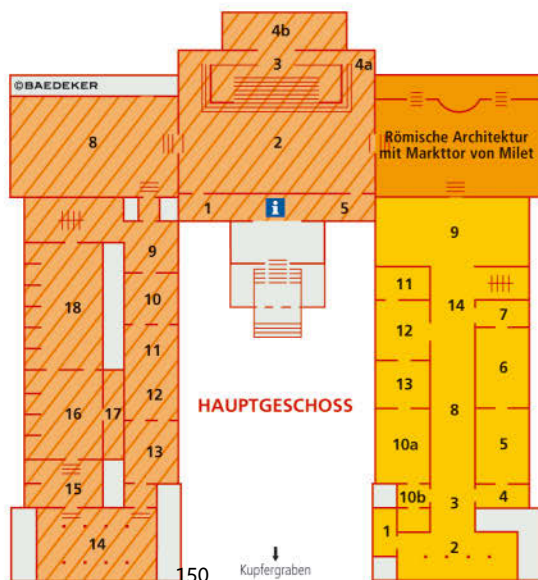 4b
3
4a
©BAEDEKER
8
2
Römische Architektur
mit Markttor von Milet
1
i
5
9
9
10
11
14
7
18
11
12
6
12
13
HAUPTGESCHOSS
16
17
8
13
10a
5
15
10b
3
4
14
1
2
150
Kupfergraben